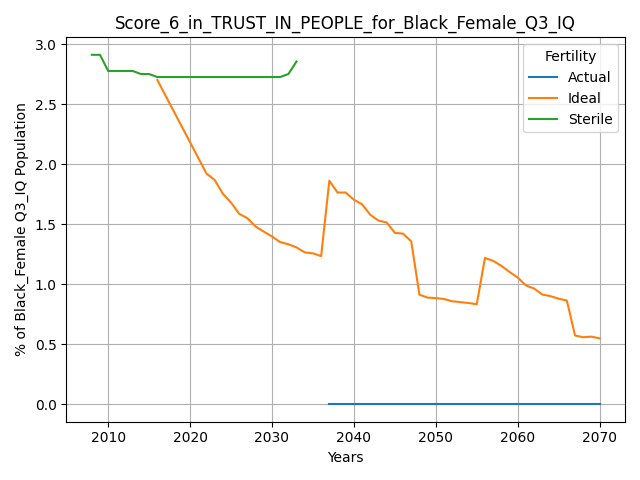 Score_6_in_TRUST_IN_PEOPLE_for_Black_Female_Q3_IQ
Fertility
Actual
Ideal
Sterile
% of Black_Female Q3_IQ Population
3.0
2.5
2.0
1.5
1.0
0.5
0.0
2010 2020 2030 2040 2050 2060 2070
Years